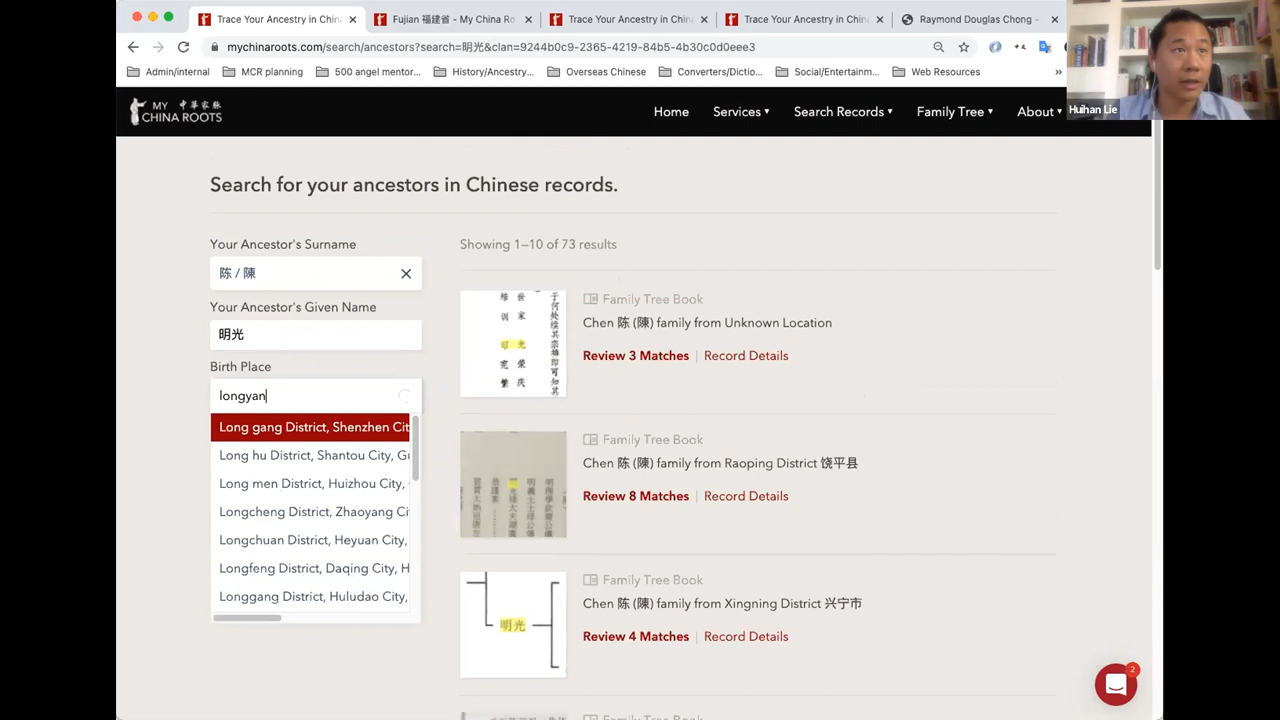 Trace Your Ancestry in China
Fujian 福建省 - My China Ro
Trace Your Ancestry in China
Trace Your Ancestry in China
Raymond Douglas Chong -
mychinaroots.com/search/ancestors?search=明光&clan=9244b0c9-2365-4219-84b5-4b30c0d0eee3
Admin/internal
MCR planning
500 angel mentor...
History/Ancestry...
Overseas Chinese
Converters/Dictio...
Social/Entertainm...
Web Resources
»
Huihan Lie
MY 中華家脉
CHINA ROOTS
Home
Services
Search Records
Family Tree
About
Search for your ancestors in Chinese records.
Your Ancestor's Surname
陈 / 陳
Your Ancestor's Given Name
明光
Birth Place
longyan
Long gang District, Shenzhen Cit
Long hu District, Shantou City, Gu
Long men District, Huizhou City,
Longcheng District, Zhaoyang Ci
Longchuan District, Heyuan City,
Longfeng District, Daqing City, H
Longgang District, Huludao City,
Showing 1–10 of 73 results
Family Tree Book
Chen 陈 (陳) family from Unknown Location
Review 3 Matches | Record Details
Family Tree Book
Chen 陈 (陳) family from Raoping District 饶平县
Review 8 Matches | Record Details
明光
Family Tree Book
Chen 陈 (陳) family from Xingning District 兴宁市
Review 4 Matches | Record Details
2